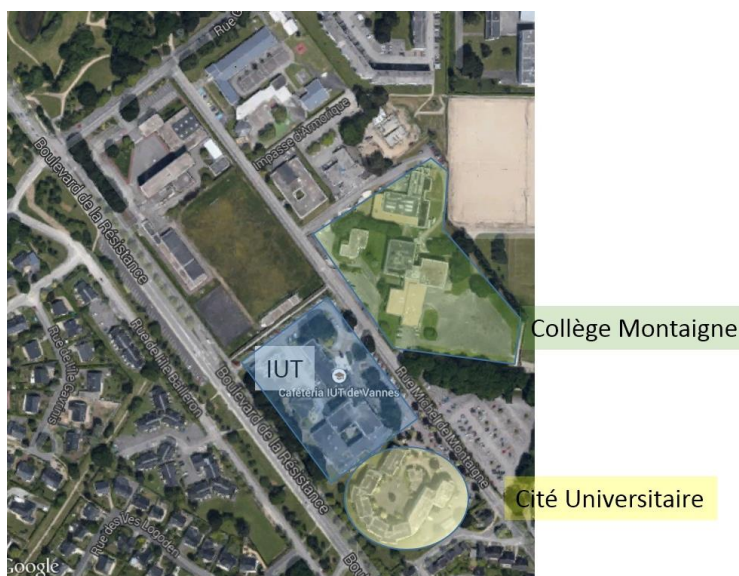 Impasse d'Armorique
Boulevard de la Résistance
Collège Montaigne
IUT
Cafétéria IUT de Vannes
Rue Michel de Montaigne
Boulevard de la Résistance
Cité Universitaire
Google